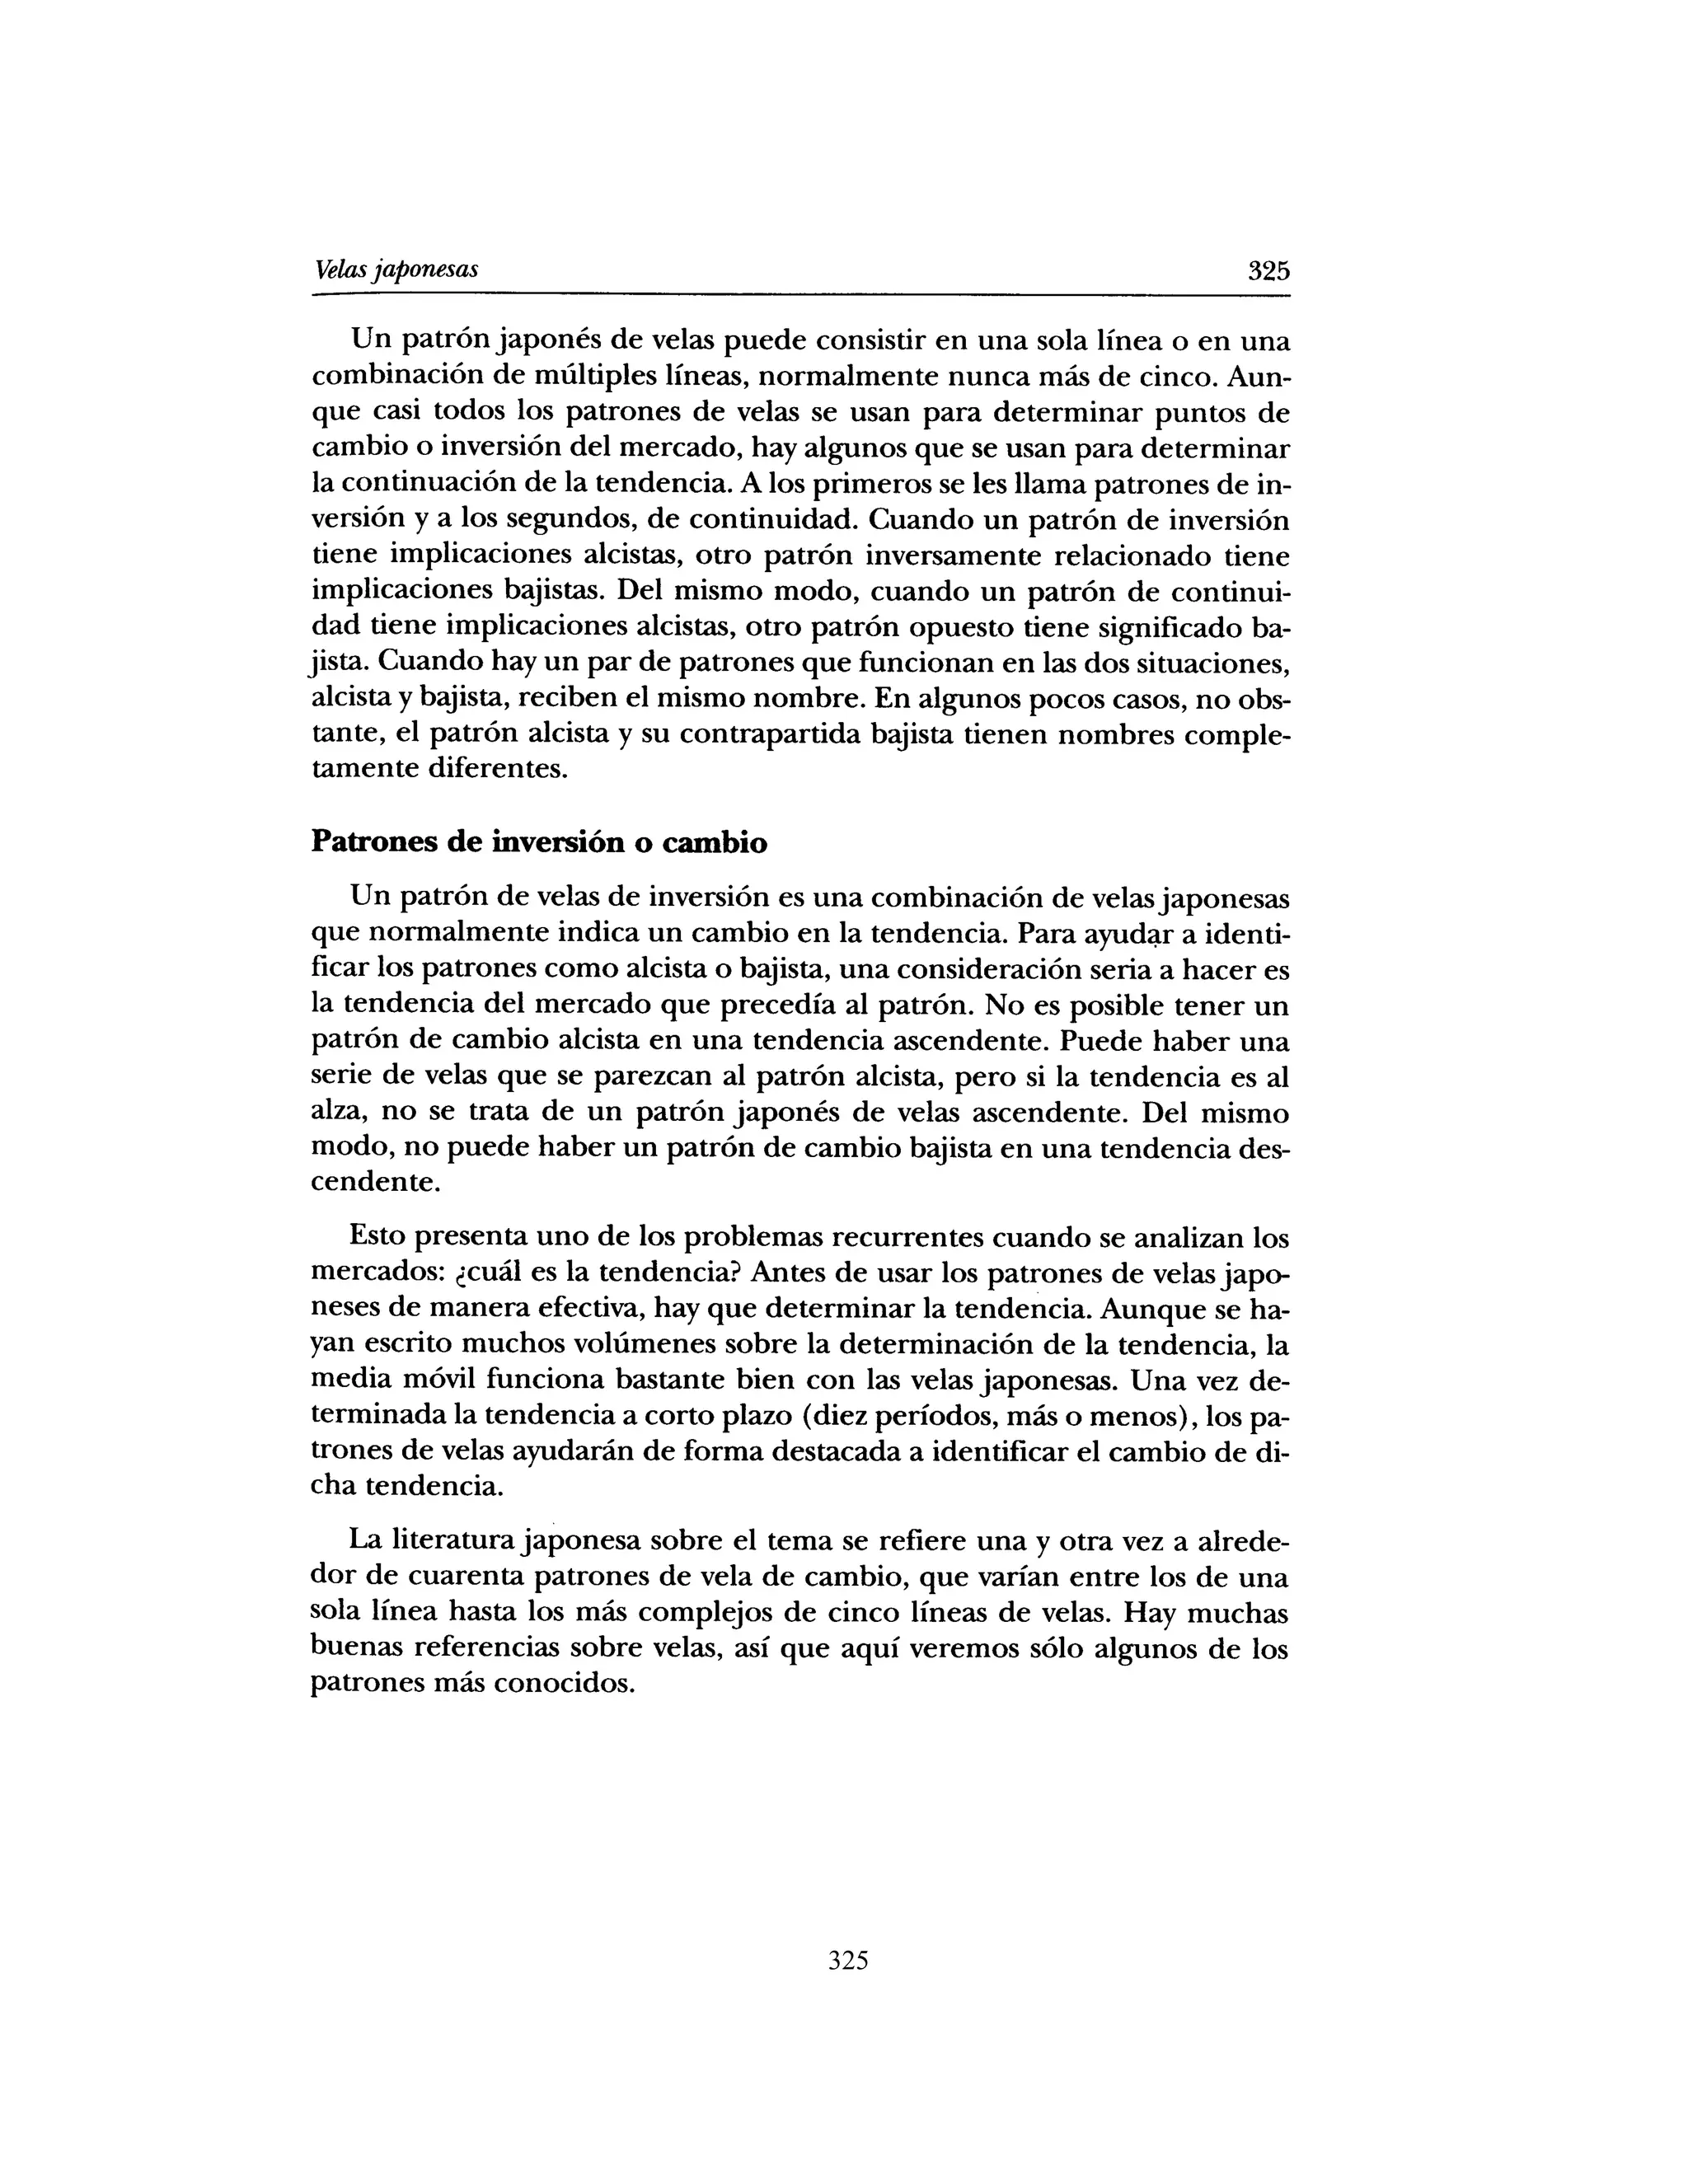 Velas japonesas 325
Un patrón japonés de velas puede consistir en una sola línea o en una
combinación de múltiples líneas, normalmente nunca más de cinco. Aun-
que casi todos los patrones de velas se usan para determinar puntos de
cambio o inversión del mercado, hay algunos que se usan para determinar
la continuación de la tendencia. A los primeros se les llama patrones de in-
versión y a los segundos, de continuidad. Cuando un patrón de inversión
tiene implicaciones alcistas, otro patrón inversamente relacionado tiene
implicaciones bajistas. Del mismo modo, cuando un patrón de continui-
dad tiene implicaciones alcistas, otro patrón opuesto tiene significado ba-
jista. Cuando hay un par de patrones que funcionan en las dos situaciones,
alcista y bajista, reciben el mismo nombre. En algunos pocos casos, no obs-
tante, el patrón alcista y su contrapartida bajista tienen nombres comple-
tamente diferentes.
Patrones de inversión o cambio
Un patrón de velas de inversión es una combinación de velas japonesas
que normalmente indica un cambio en la tendencia. Para ayudar a identi-
ficar los patrones como alcista o bajista, una consideración seria a hacer es
la tendencia del mercado que precedía al patrón. No es posible tener un
patrón de cambio alcista en una tendencia ascendente. Puede haber una
serie de velas que se parezcan al patrón alcista, pero si la tendencia es al
alza, no se trata de un patrón japonés de velas ascendente. Del mismo
modo, no puede haber un patrón de cambio bajista en una tendencia des-
cendente.
Esto presenta uno de los problemas recurrentes cuando se analizan los
mercados: ¿cuál es la tendencia? Antes de usar los patrones de velas japo-
neses de manera efectiva, hay que determinar la tendencia. Aunque se ha-
yan escrito muchos volúmenes sobre la determinación de la tendencia, la
media móvil funciona bastante bien con las velas japonesas. Una vez de-
terminada la tendencia a corto plazo (diez períodos, más o menos), los pa-
trones de velas ayudarán de forma destacada a identificar el cambio de di-
cha tendencia.
La literatura japonesa sobre el tema se refiere una y otra vez a alrede-
dor de cuarenta patrones de vela de cambio, que varían entre los de una
sola línea hasta los más complejos de cinco líneas de velas. Hay muchas
buenas referencias sobre velas, así que aquí veremos sólo algunos de los
patrones más conocidos.
325